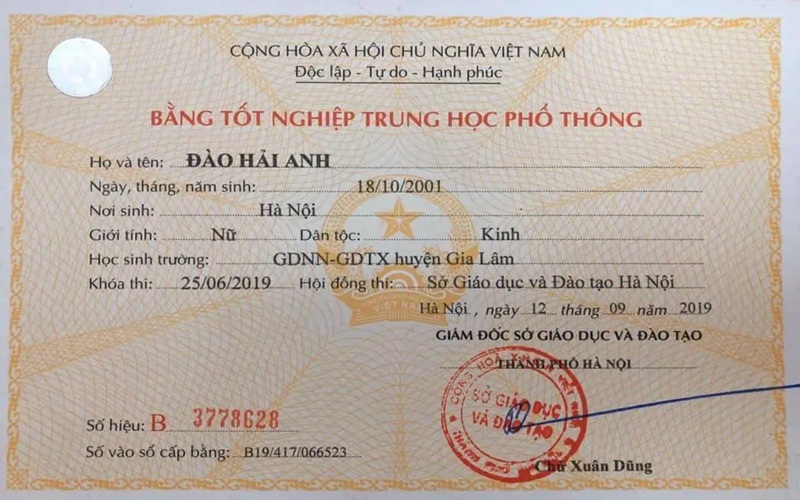 CỘNG HÒA XÃ HỘI CHỦ NGHĨA VIỆT NAM
Độc lập - Tự do - Hạnh phúc
BẰNG TỐT NGHIỆP TRUNG HỌC PHỔ THÔNG
Họ và tên: ĐÀO HẢI ANH
Ngày, tháng, năm sinh: 18/10/2001
Nơi sinh: Hà Nội
Giới tính: Nữ Dân tộc: Kinh
Học sinh trường: GDNN-GDTX huyện Gia Lâm
Khóa thi: 25/06/2019 Hội đồng thi: Sở Giáo dục và Đào tạo Hà Nội
Hà Nội, ngày 12 tháng 09 năm 2019
GIÁM ĐỐC SỞ GIÁO DỤC VÀ ĐÀO TẠO
THÀNH PHỐ HÀ NỘI
SỞ GIÁO DỤC
VÀ ĐÀO TẠO
Số hiệu: B 3778628
Số vào sổ cấp bằng: B19/417/066523
Chử Xuân Dũng